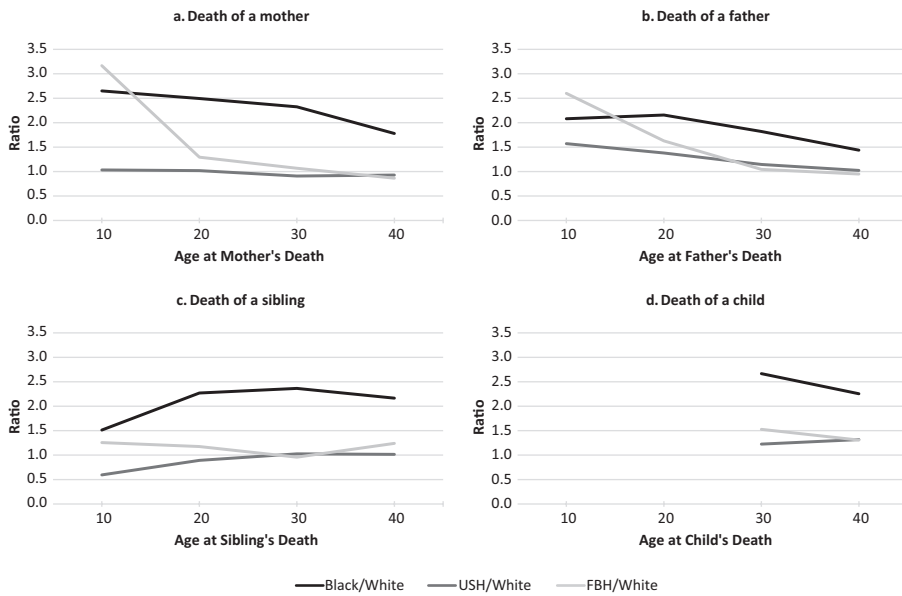 a. Death of a mother
3.5
3.0
2.5
2.0
1.5
1.0
0.5
0.0
Ratio
10 20 30 40
Age at Mother's Death
b. Death of a father
3.5
3.0
2.5
2.0
1.5
1.0
0.5
0.0
Ratio
10 20 30 40
Age at Father's Death
c. Death of a sibling
3.5
3.0
2.5
2.0
1.5
1.0
0.5
0.0
Ratio
10 20 30 40
Age at Sibling's Death
d. Death of a child
3.5
3.0
2.5
2.0
1.5
1.0
0.5
0.0
Ratio
10 20 30 40
Age at Child's Death
Black/White USH/White FBH/White